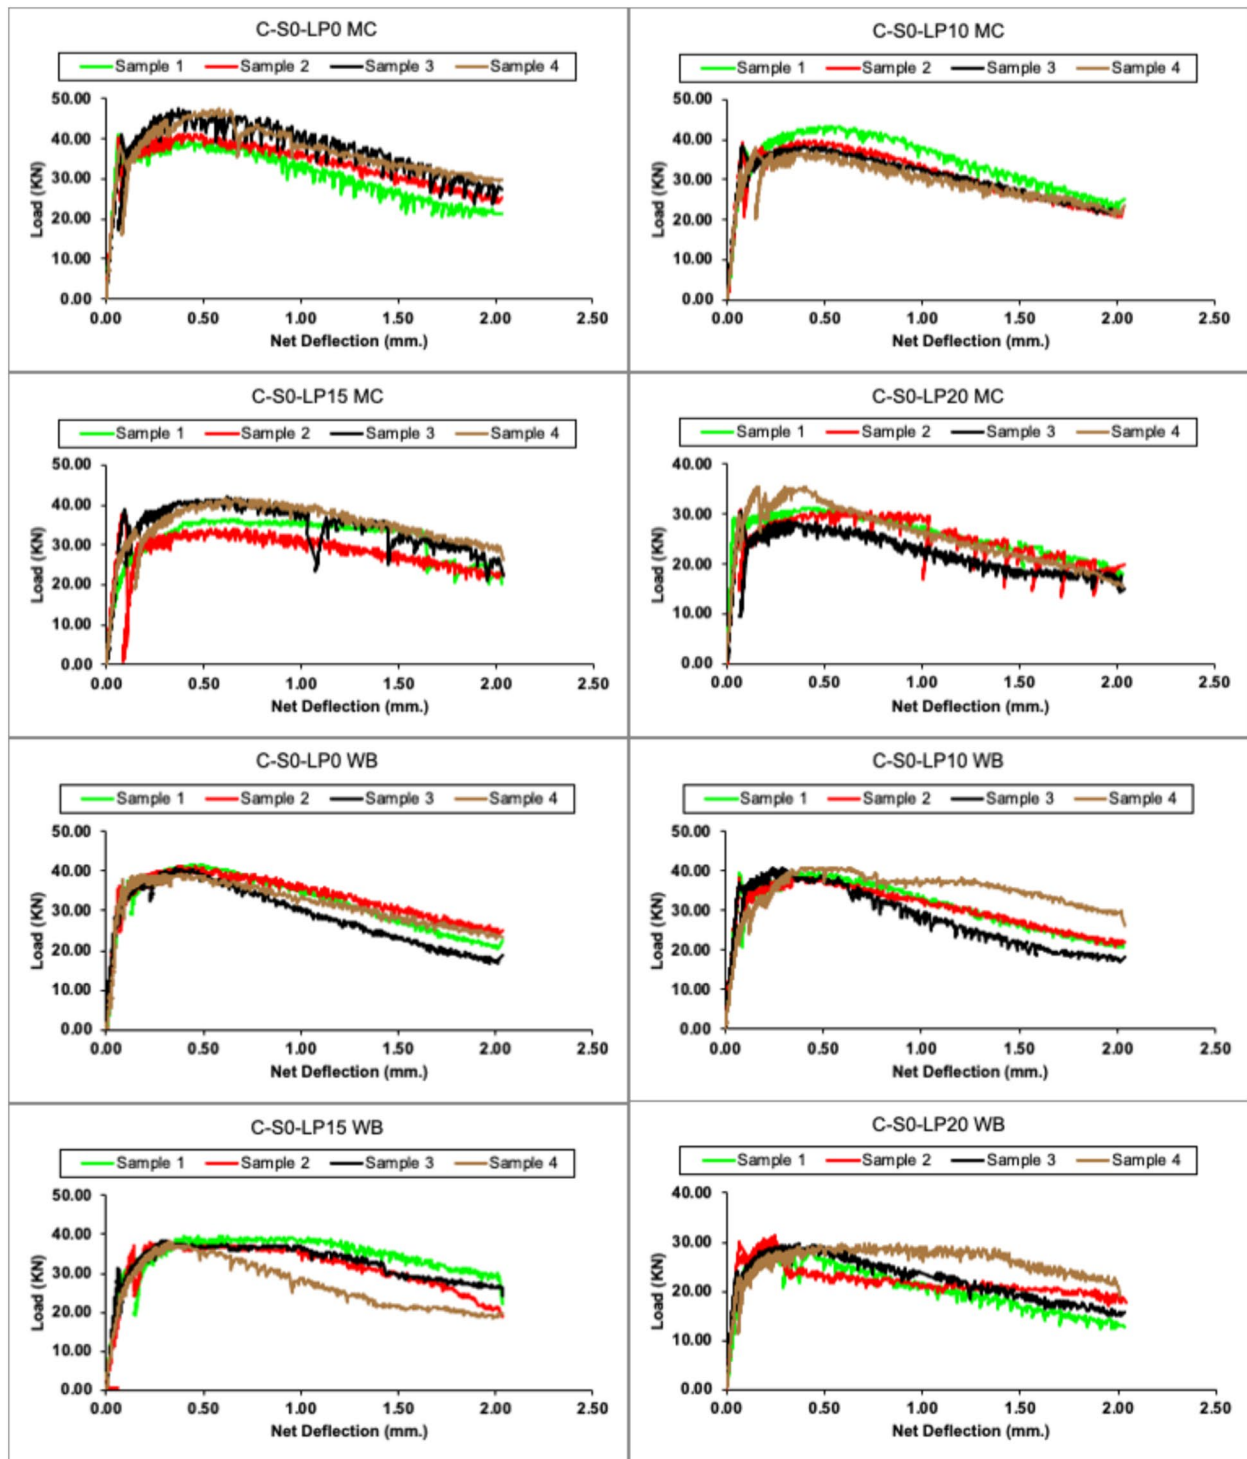 C-S0-LP0 MC
Sample 1 Sample 2 Sample 3 Sample 4
50.00
40.00
30.00
20.00
10.00
0.00
Load (KN)
0.00 0.50 1.00 1.50 2.00 2.50
Net Deflection (mm.)
C-S0-LP10 MC
Sample 1 Sample 2 Sample 3 Sample 4
50.00
40.00
30.00
20.00
10.00
0.00
Load (KN)
0.00 0.50 1.00 1.50 2.00 2.50
Net Deflection (mm.)
C-S0-LP15 MC
Sample 1 Sample 2 Sample 3 Sample 4
50.00
40.00
30.00
20.00
10.00
0.00
Load (KN)
0.00 0.50 1.00 1.50 2.00 2.50
Net Deflection (mm.)
C-S0-LP20 MC
Sample 1 Sample 2 Sample 3 Sample 4
40.00
30.00
20.00
10.00
0.00
Load (KN)
0.00 0.50 1.00 1.50 2.00 2.50
Net Deflection (mm.)
C-S0-LP0 WB
Sample 1 Sample 2 Sample 3 Sample 4
50.00
40.00
30.00
20.00
10.00
0.00
Load (KN)
0.00 0.50 1.00 1.50 2.00 2.50
Net Deflection (mm.)
C-S0-LP10 WB
Sample 1 Sample 2 Sample 3 Sample 4
50.00
40.00
30.00
20.00
10.00
0.00
Load (KN)
0.00 0.50 1.00 1.50 2.00 2.50
Net Deflection (mm.)
C-S0-LP15 WB
Sample 1 Sample 2 Sample 3 Sample 4
50.00
40.00
30.00
20.00
10.00
0.00
Load (KN)
0.00 0.50 1.00 1.50 2.00 2.50
Net Deflection (mm.)
C-S0-LP20 WB
Sample 1 Sample 2 Sample 3 Sample 4
40.00
30.00
20.00
10.00
0.00
Load (KN)
0.00 0.50 1.00 1.50 2.00 2.50
Net Deflection (mm.)